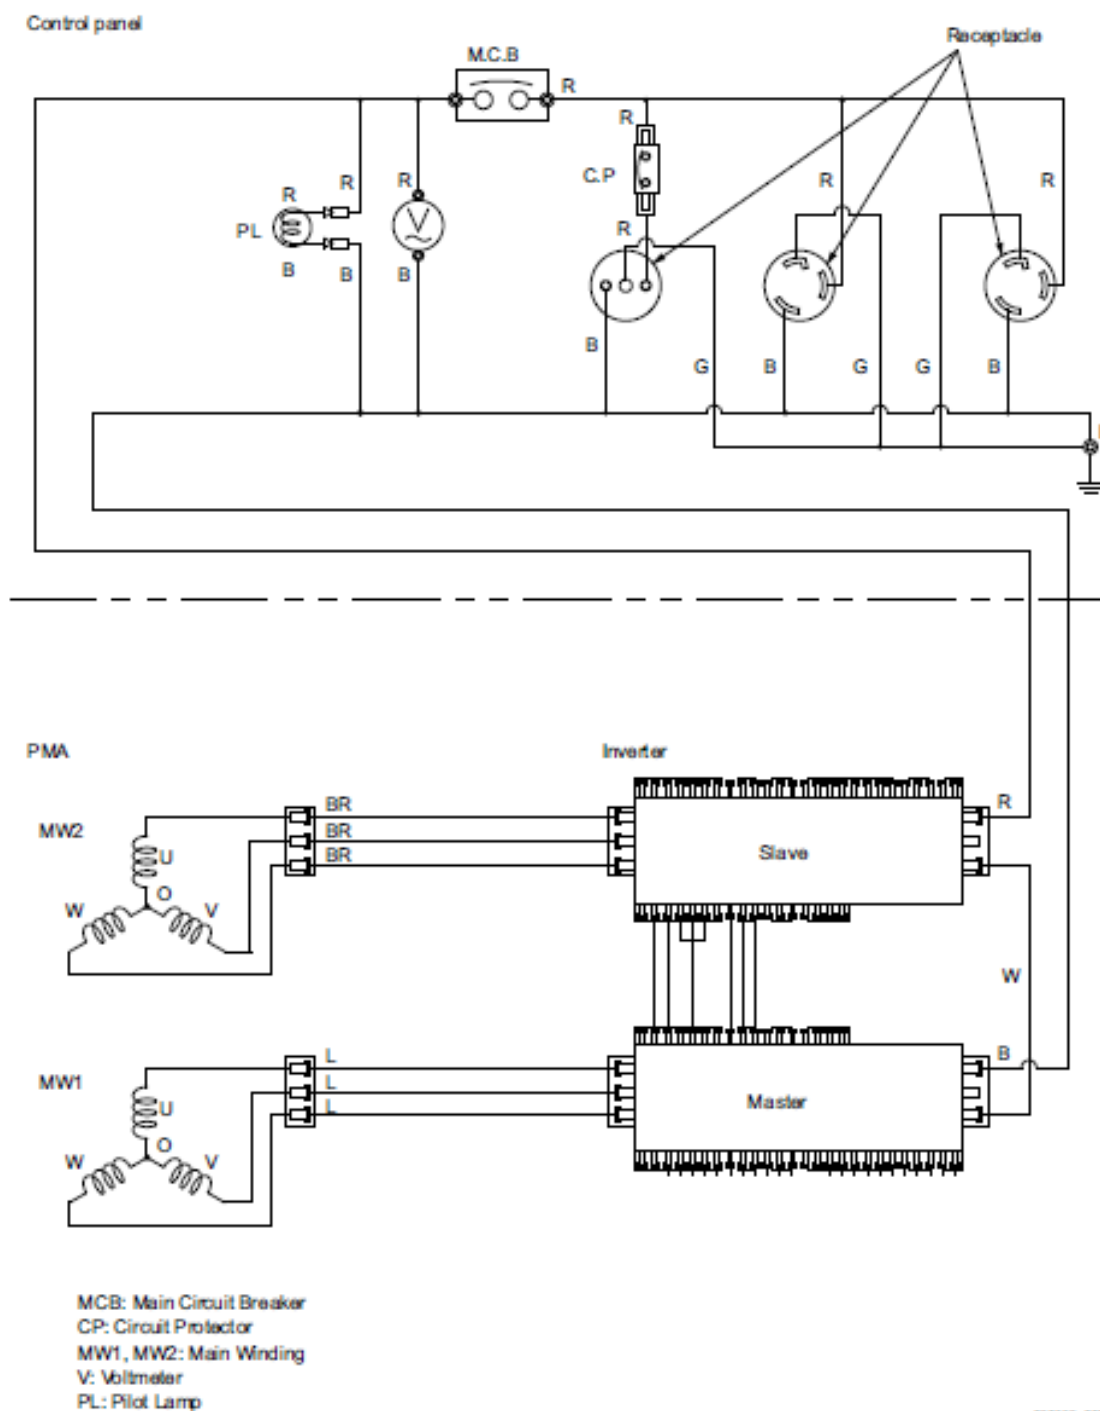 Control panel
Receptacle
M.C.B
R
R
C.P
R
R
R
R
R
R
PL
V
B
B
B
R
B
G
B
G
G
B
PMA
Inverter
BR
R
MW2
BR
BR
Slave
U
O
W
V
W
L
B
MW1
L
L
Master
U
O
W
V
MCB: Main Circuit Breaker
CP: Circuit Protector
MW1, MW2: Main Winding
V: Voltmeter
PL: Pilot Lamp